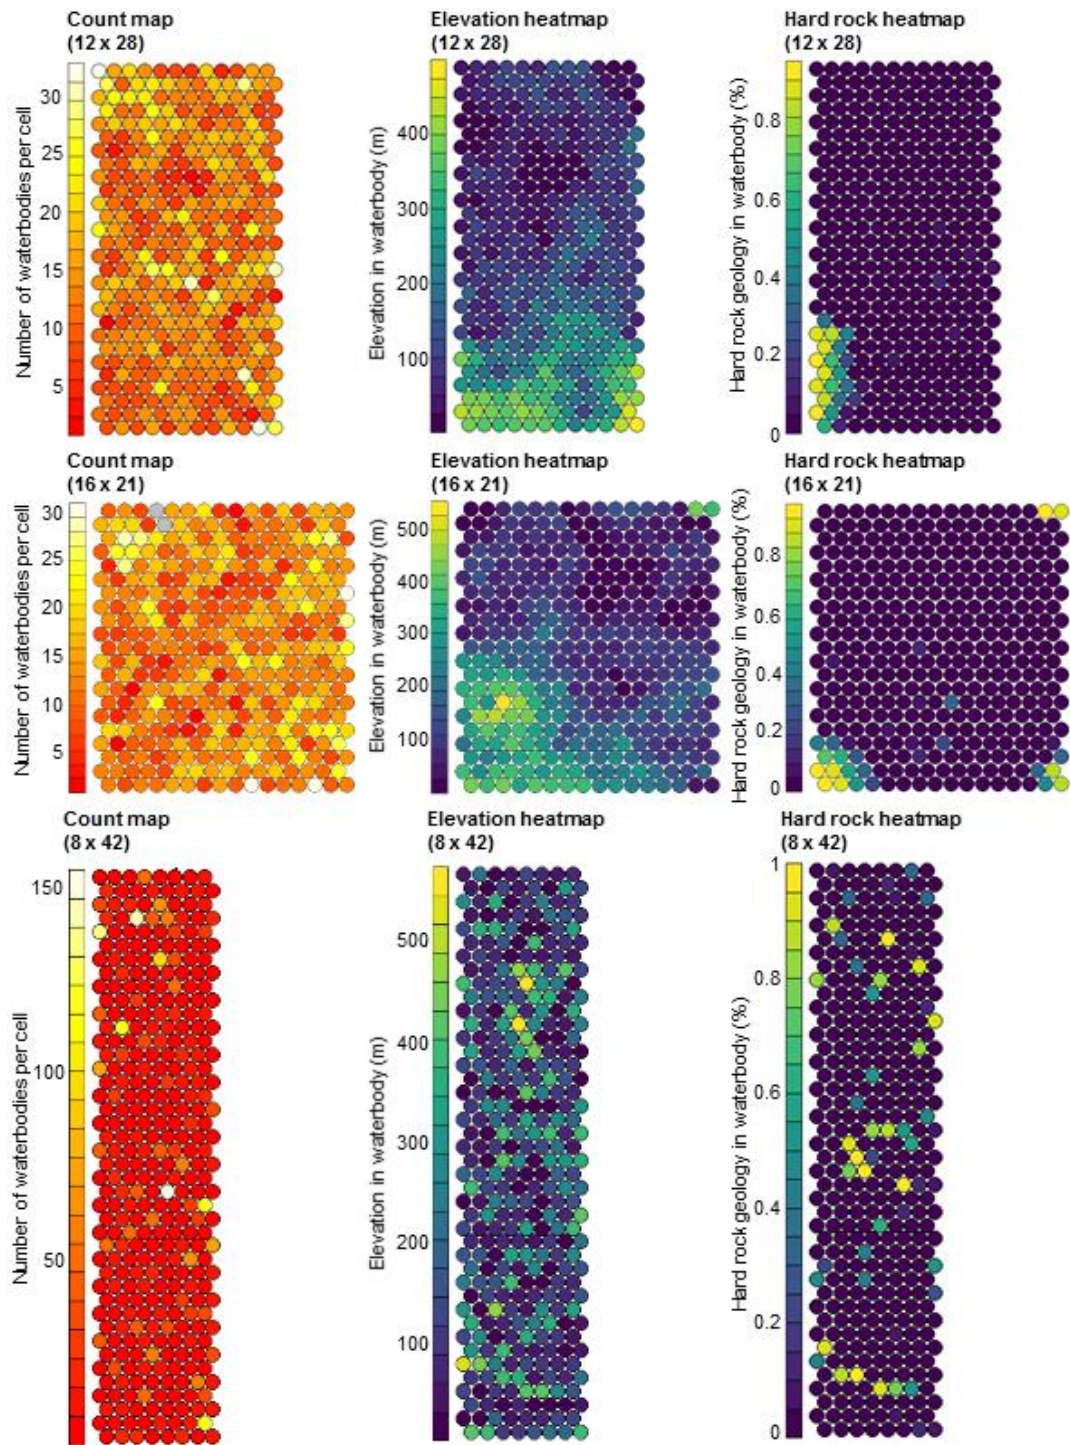 Count map
(12 x 28)
Number of waterbodies per cell
30
25
20
15
10
5
Elevation heatmap
(12 x 28)
Elevation in waterbody (m)
400
300
200
100
Hard rock heatmap
(12 x 28)
Hard rock geology in waterbody (%)
0.8
0.6
0.4
0.2
0
Count map
(16 x 21)
Number of waterbodies per cell
30
25
20
15
10
5
Elevation heatmap
(16 x 21)
Elevation in waterbody (m)
500
400
300
200
100
Hard rock heatmap
(16 x 21)
Hard rock geology in waterbody (%)
0.8
0.6
0.4
0.2
0
Count map
(8 x 42)
Number of waterbodies per cell
150
100
50
Elevation heatmap
(8 x 42)
Elevation in waterbody (m)
500
400
300
200
100
Hard rock heatmap
(8 x 42)
Hard rock geology in waterbody (%)
1
0.8
0.6
0.4
0.2
0